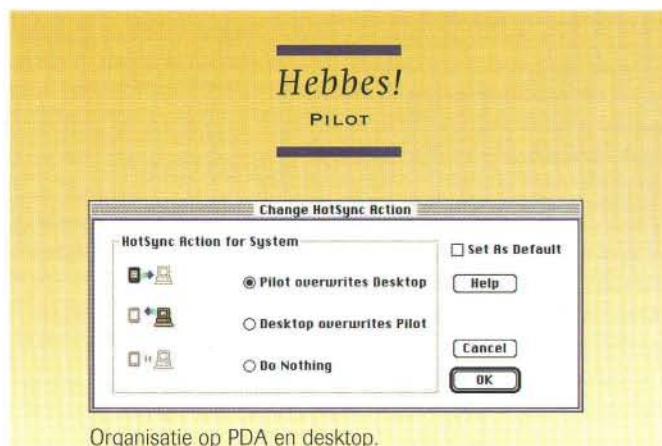 Hebbes!
PILOT
Change HotSync Action
HotSync Action for System
Set As Default
Pilot overwrites Desktop
Help
Desktop overwrites Pilot
Cancel
Do Nothing
OK
Organisatie op PDA en desktop.